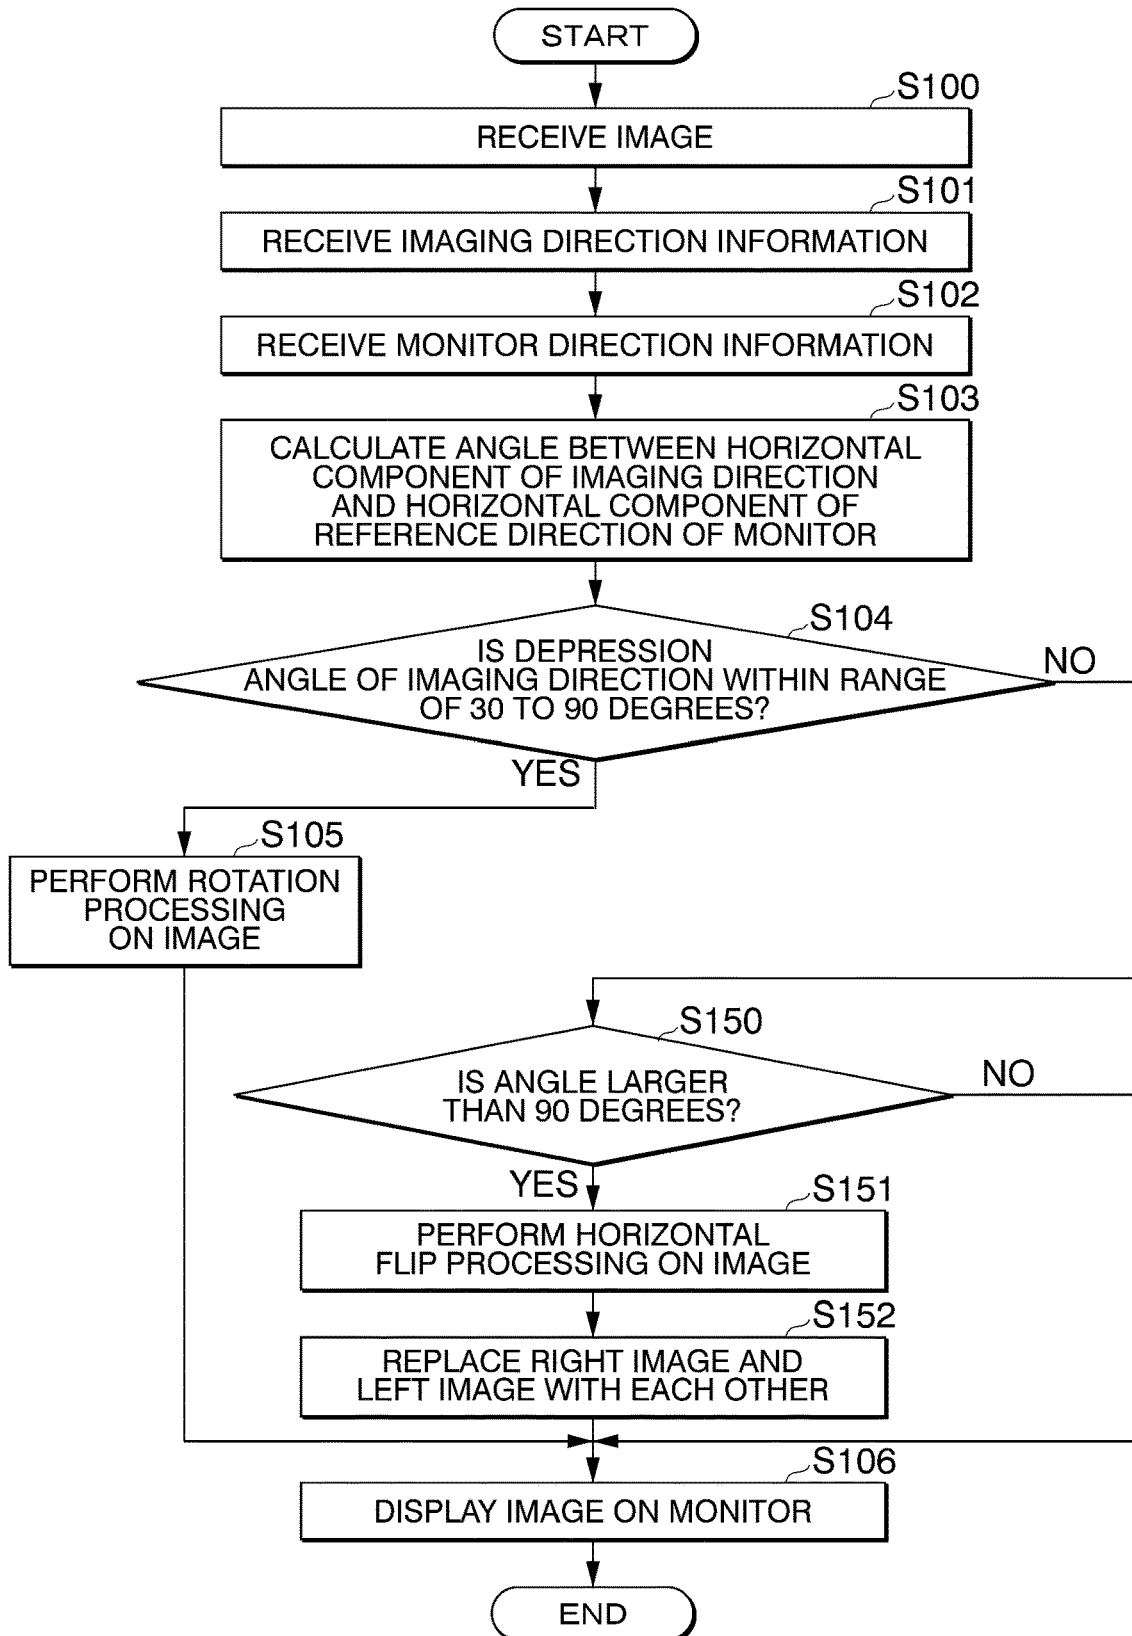 START
S100
RECEIVE IMAGE
S101
RECEIVE IMAGING DIRECTION INFORMATION
S102
RECEIVE MONITOR DIRECTION INFORMATION
S103
CALCULATE ANGLE BETWEEN HORIZONTAL
COMPONENT OF IMAGING DIRECTION
AND HORIZONTAL COMPONENT OF
REFERENCE DIRECTION OF MONITOR
S104
IS DEPRESSION
ANGLE OF IMAGING DIRECTION WITHIN RANGE
OF 30 TO 90 DEGREES?
NO
YES
S105
PERFORM ROTATION
PROCESSING
ON IMAGE
S150
IS ANGLE LARGER
THAN 90 DEGREES?
NO
YES
S151
PERFORM HORIZONTAL
FLIP PROCESSING ON IMAGE
S152
REPLACE RIGHT IMAGE AND
LEFT IMAGE WITH EACH OTHER
S106
DISPLAY IMAGE ON MONITOR
END